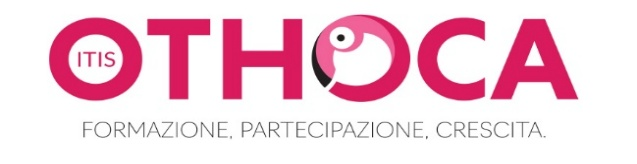 ITIS
OTHOCA
FORMAZIONE, PARTECIPAZIONE, CRESCITA.